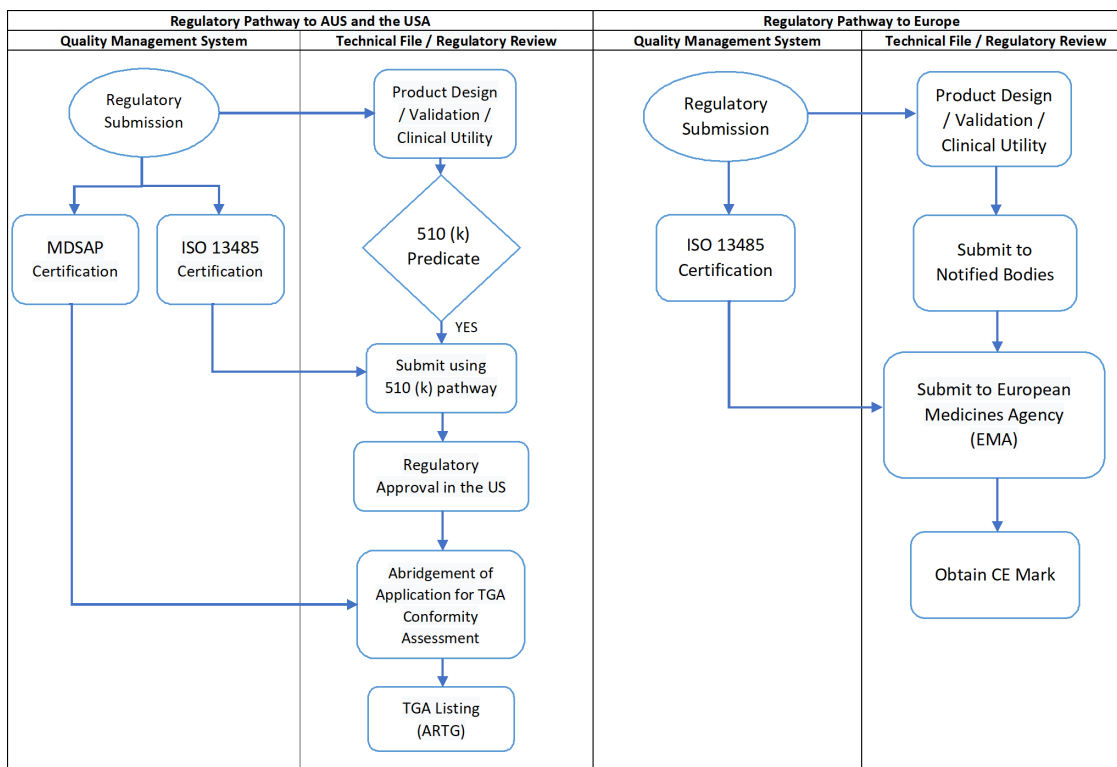 Regulatory Pathway to AUS and the USA
Regulatory Pathway to Europe
Quality Management System
Technical File / Regulatory Review
Quality Management System
Technical File / Regulatory Review
Regulatory
Submission
Product Design
/ Validation /
Clinical Utility
MDSAP
Certification
ISO 13485
Certification
510 (k)
Predicate
YES
Submit using
510 (k) pathway
Regulatory
Approval in the US
Abridgement of
Application for TGA
Conformity
Assessment
TGA Listing
(ARTG)
Regulatory
Submission
Product Design
/ Validation /
Clinical Utility
ISO 13485
Certification
Submit to
Notified Bodies
Submit to European
Medicines Agency
(EMA)
Obtain CE Mark